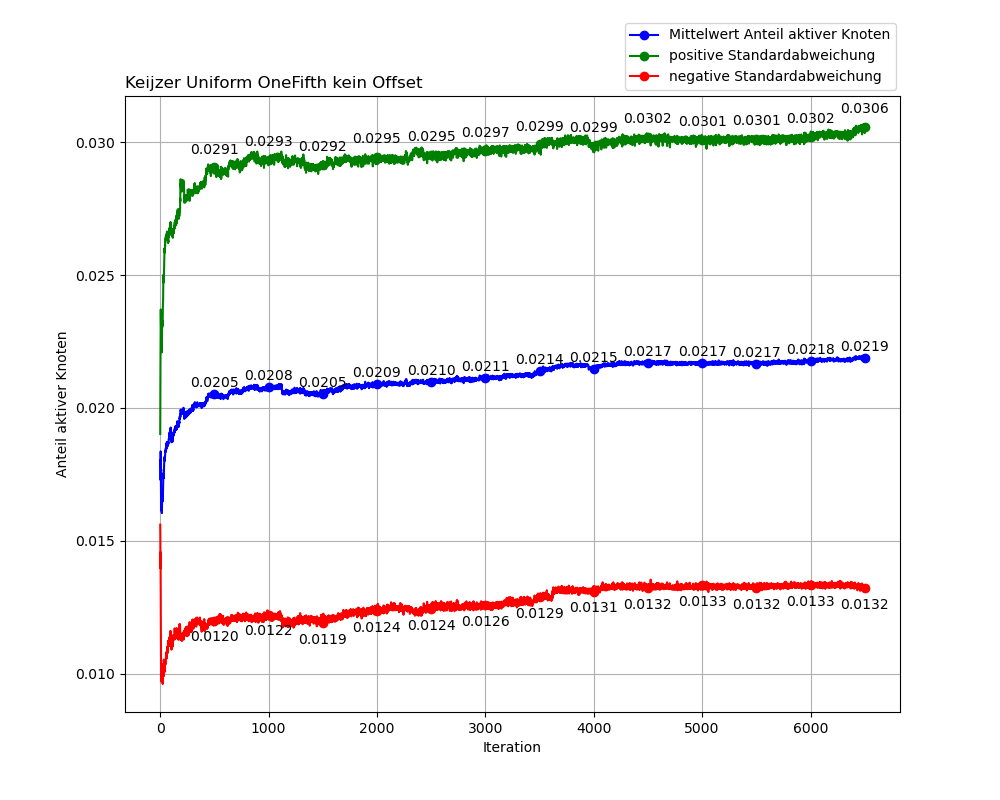 Mittelwert Anteil aktiver Knoten
positive Standardabweichung
negative Standardabweichung
Keijzer Uniform OneFifth kein Offset
0.0291 0.0293 0.0292 0.0295 0.0295 0.0297 0.0299 0.0299 0.0302 0.0301 0.0301 0.0302 0.0306
0.0205 0.0208 0.0205 0.0209 0.0210 0.0211 0.0214 0.0215 0.0217 0.0217 0.0217 0.0218 0.0219
0.0120 0.0122 0.0119 0.0124 0.0124 0.0126 0.0129 0.0131 0.0132 0.0133 0.0132 0.0133 0.0132
0.030
0.025
0.020
0.015
0.010
Anteil aktiver Knoten
0 1000 2000 3000 4000 5000 6000
Iteration